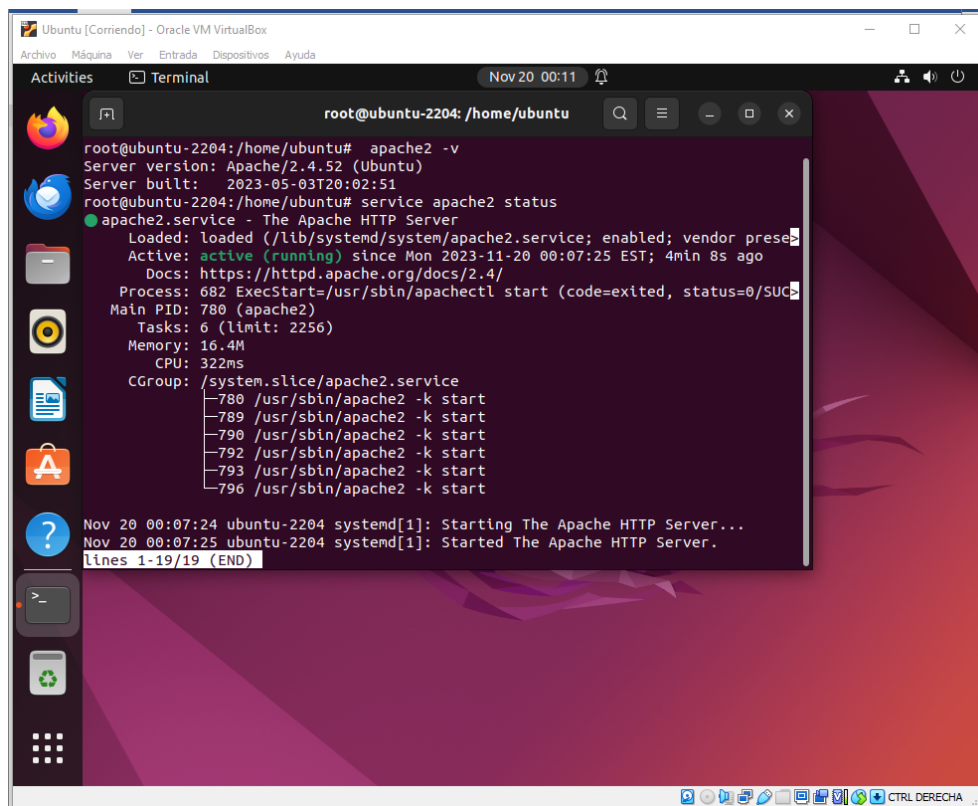 Ubuntu [Corriendo] - Oracle VM VirtualBox
Archivo Máquina Ver Entrada Dispositivos Ayuda
Activities Terminal Nov 20 00:11
root@ubuntu-2204: /home/ubuntu
root@ubuntu-2204:/home/ubuntu#  apache2 -v
Server version: Apache/2.4.52 (Ubuntu)
Server built:   2023-05-03T20:02:51
root@ubuntu-2204:/home/ubuntu# service apache2 status
● apache2.service - The Apache HTTP Server
     Loaded: loaded (/lib/systemd/system/apache2.service; enabled; vendor prese>
     Active: active (running) since Mon 2023-11-20 00:07:25 EST; 4min 8s ago
       Docs: https://httpd.apache.org/docs/2.4/
    Process: 682 ExecStart=/usr/sbin/apachectl start (code=exited, status=0/SUC>
   Main PID: 780 (apache2)
      Tasks: 6 (limit: 2256)
     Memory: 16.4M
        CPU: 322ms
     CGroup: /system.slice/apache2.service
             ├─780 /usr/sbin/apache2 -k start
             ├─789 /usr/sbin/apache2 -k start
             ├─790 /usr/sbin/apache2 -k start
             ├─792 /usr/sbin/apache2 -k start
             ├─793 /usr/sbin/apache2 -k start
             └─796 /usr/sbin/apache2 -k start
Nov 20 00:07:24 ubuntu-2204 systemd[1]: Starting The Apache HTTP Server...
Nov 20 00:07:25 ubuntu-2204 systemd[1]: Started The Apache HTTP Server.
lines 1-19/19 (END)
CTRL DERECHA